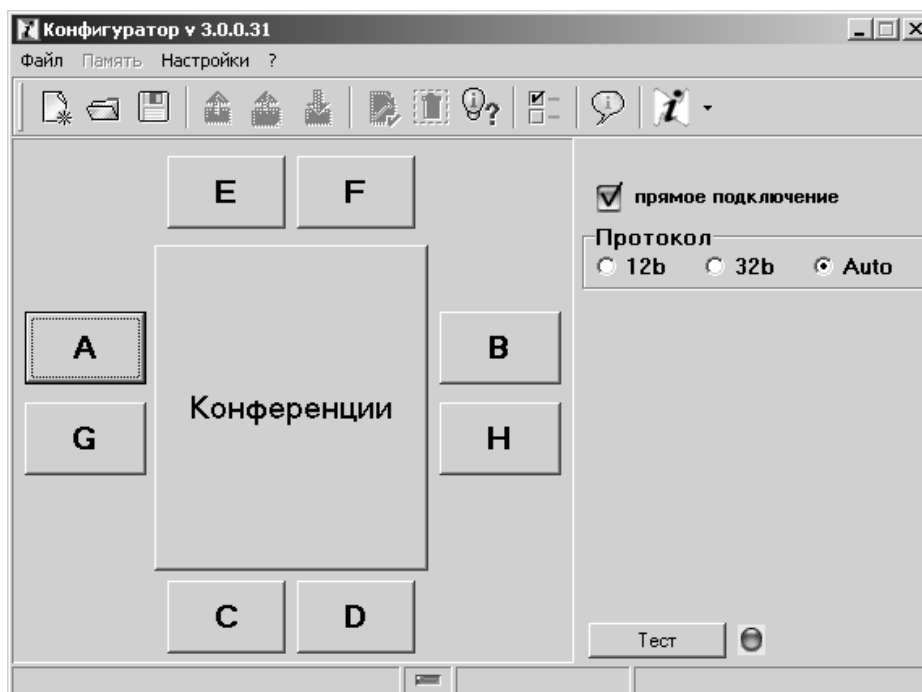 Конфигуратор v 3.0.0.31
Файл Память Настройки ?
E F
прямое подключение
Протокол
12b 32b Auto
A B
Конференции
G H
C D
Тест